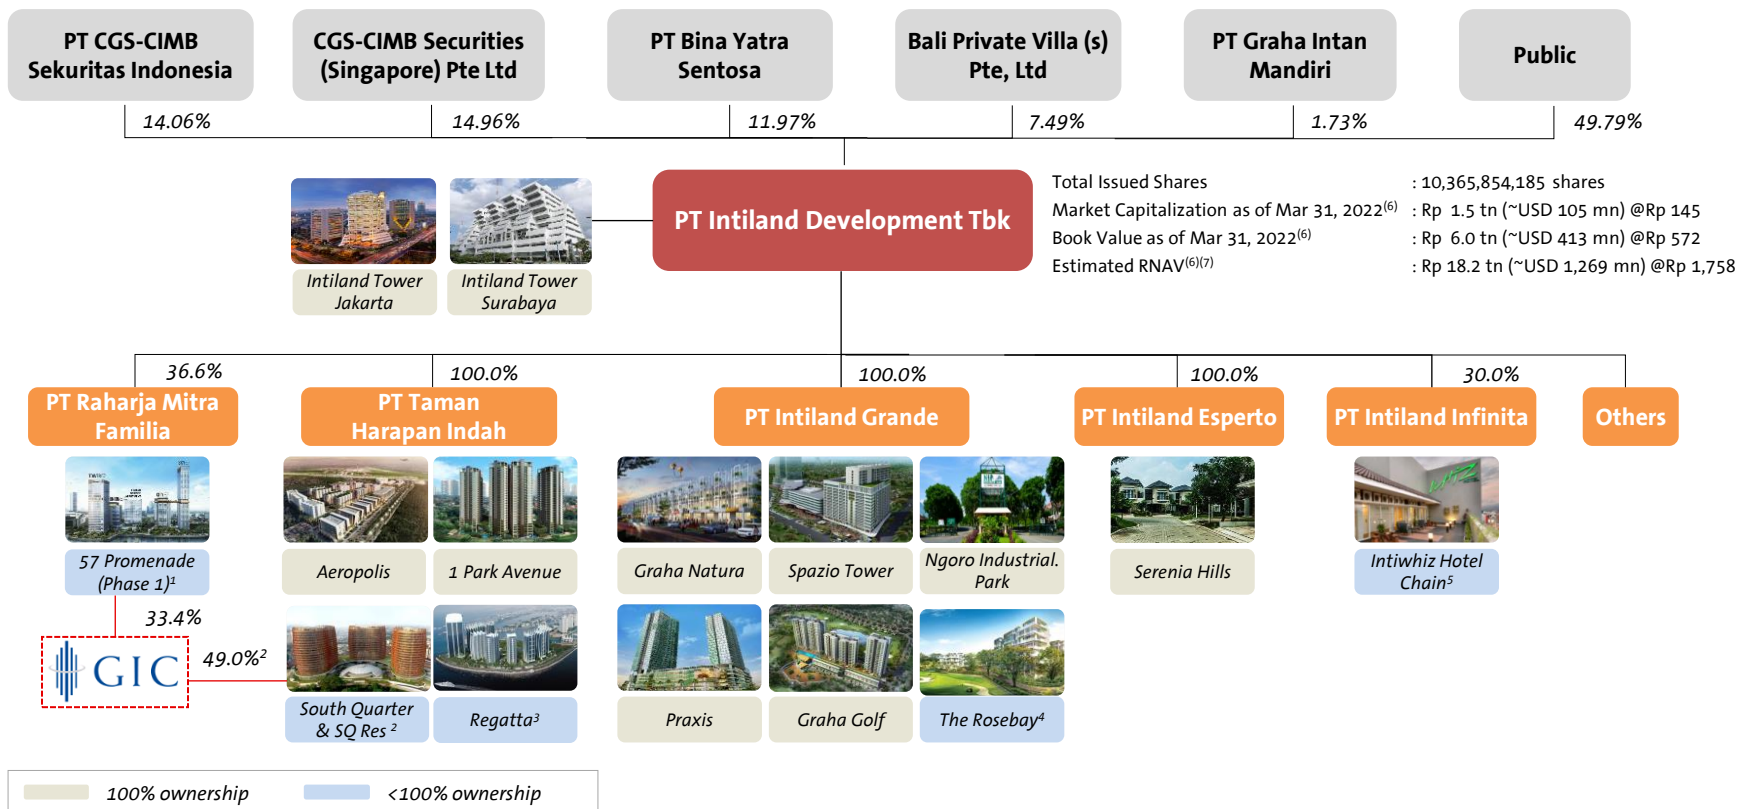 PT CGS-CIMB
Sekuritas Indonesia
CGS-CIMB Securities
(Singapore) Pte Ltd
PT Bina Yatra
Sentosa
Bali Private Villa (s)
Pte, Ltd
PT Graha Intan
Mandiri
Public
14.06%
14.96%
11.97%
7.49%
1.73%
49.79%
Intiland Tower
Jakarta
Intiland Tower
Surabaya
PT Intiland Development Tbk
Total Issued Shares : 10,365,854,185 shares
Market Capitalization as of Mar 31, 2022(6) : Rp 1.5 tn (~USD 105 mn) @Rp 145
Book Value as of Mar 31, 2022(6) : Rp 6.0 tn (~USD 413 mn) @Rp 572
Estimated RNAV(6)(7) : Rp 18.2 tn (~USD 1,269 mn) @Rp 1,758
36.6%
100.0%
100.0%
100.0%
30.0%
PT Raharja Mitra
Familia
PT Taman
Harapan Indah
PT Intiland Grande
PT Intiland Esperto
PT Intiland Infinita
Others
57 Promenade
(Phase 1)1
Aeropolis
1 Park Avenue
Graha Natura
Spazio Tower
Ngoro Industrial.
Park
Serenia Hills
Intiwhiz Hotel
Chain5
33.4%
GIC
49.0%2
South Quarter
& SQ Res 2
Regatta3
Praxis
Graha Golf
The Rosebay4
100% ownership
<100% ownership